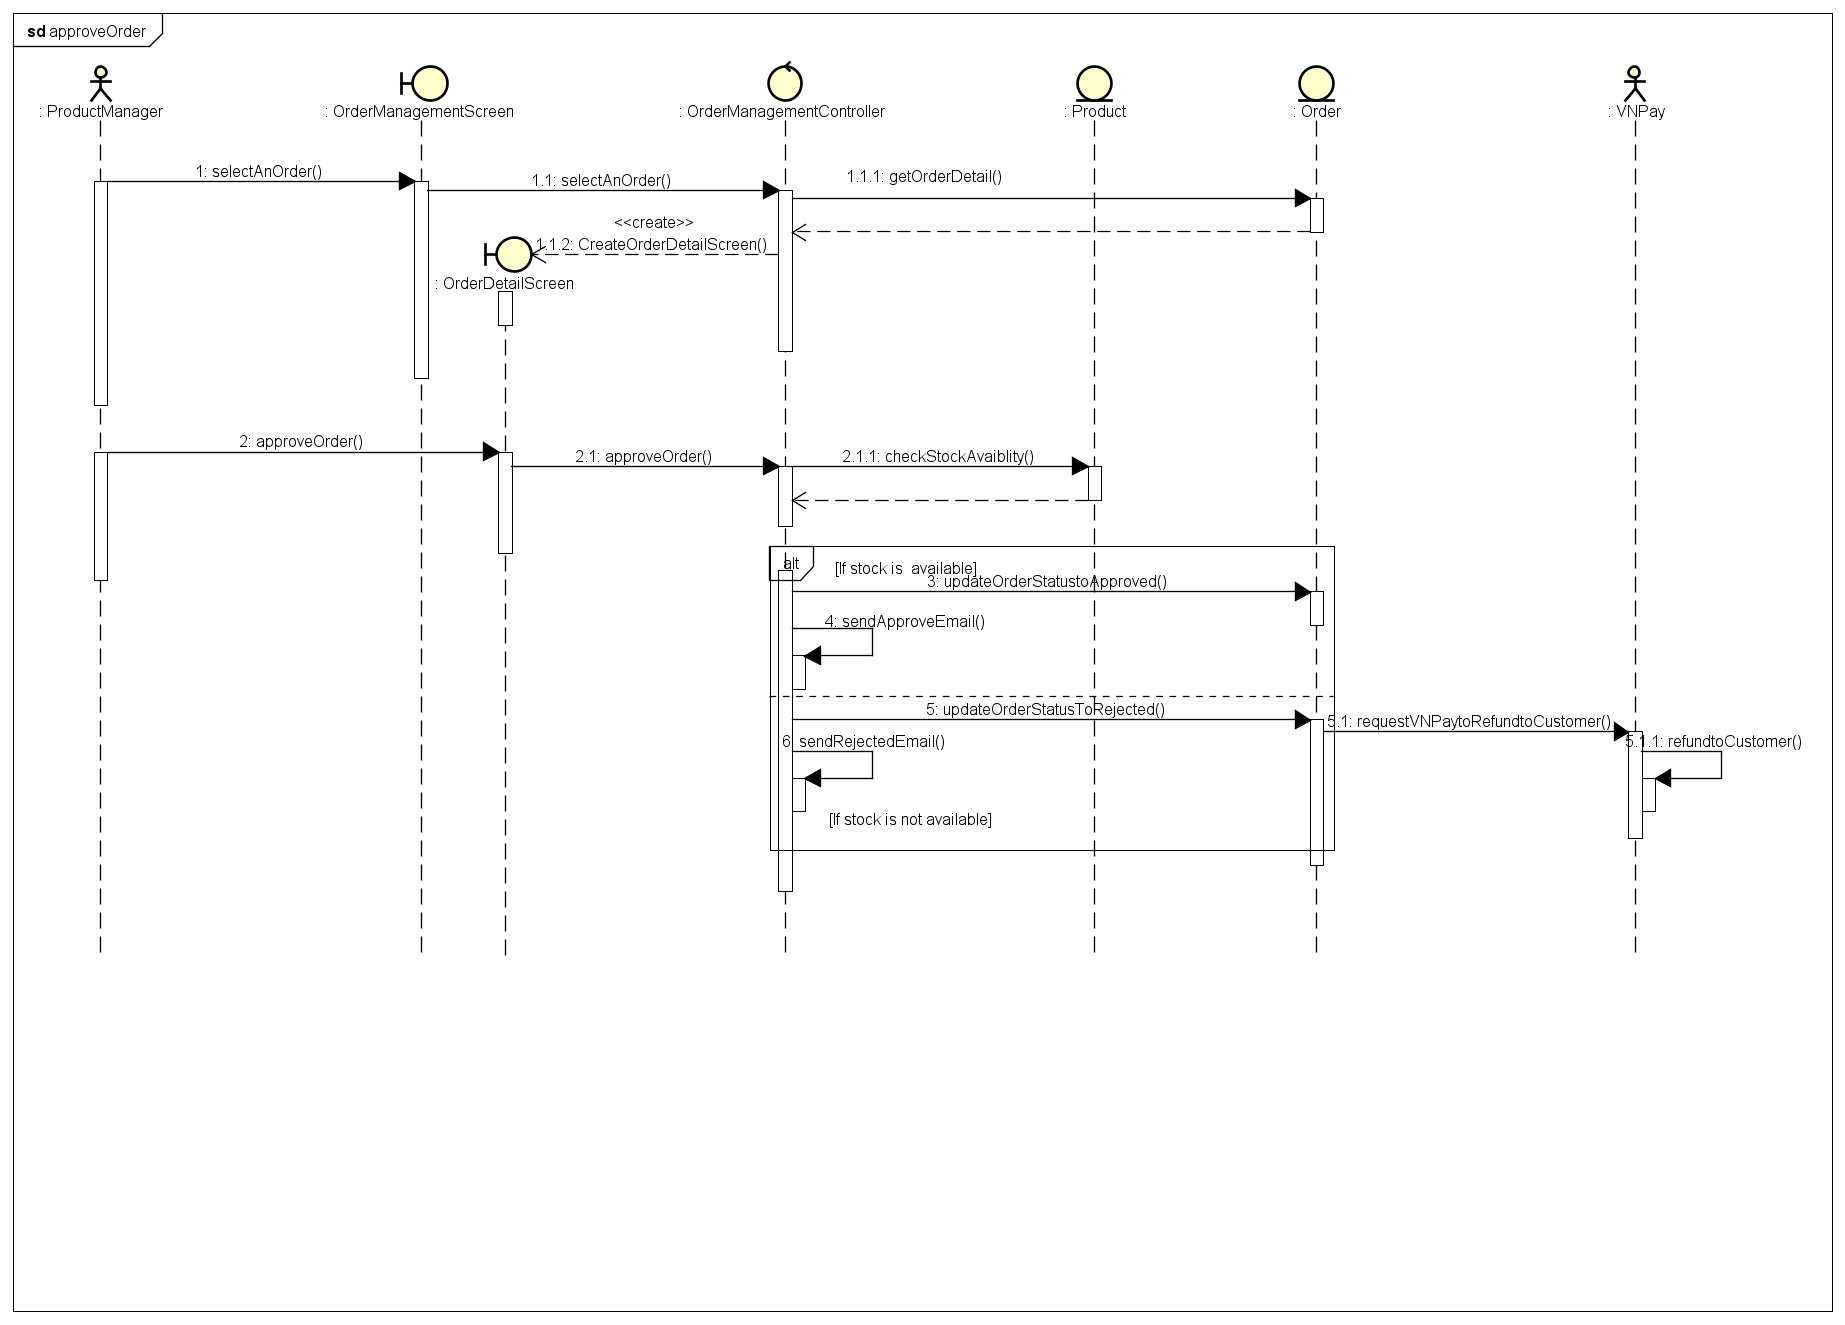 sd approveOrder
: ProductManager
: OrderManagementScreen
: OrderManagementController
: Product
: Order
: VNPay
1: selectAnOrder()
1.1: selectAnOrder()
1.1.1: getOrderDetail()
<<create>>
1.1.2: CreateOrderDetailScreen()
: OrderDetailScreen
2: approveOrder()
2.1: approveOrder()
2.1.1: checkStockAvaiblity()
alt
[If stock is  available]
3: updateOrderStatustoApproved()
4: sendApproveEmail()
5: updateOrderStatusToRejected()
5.1: requestVNPaytoRefundtoCustomer()
6: sendRejectedEmail()
5.1.1: refundtoCustomer()
[If stock is not available]